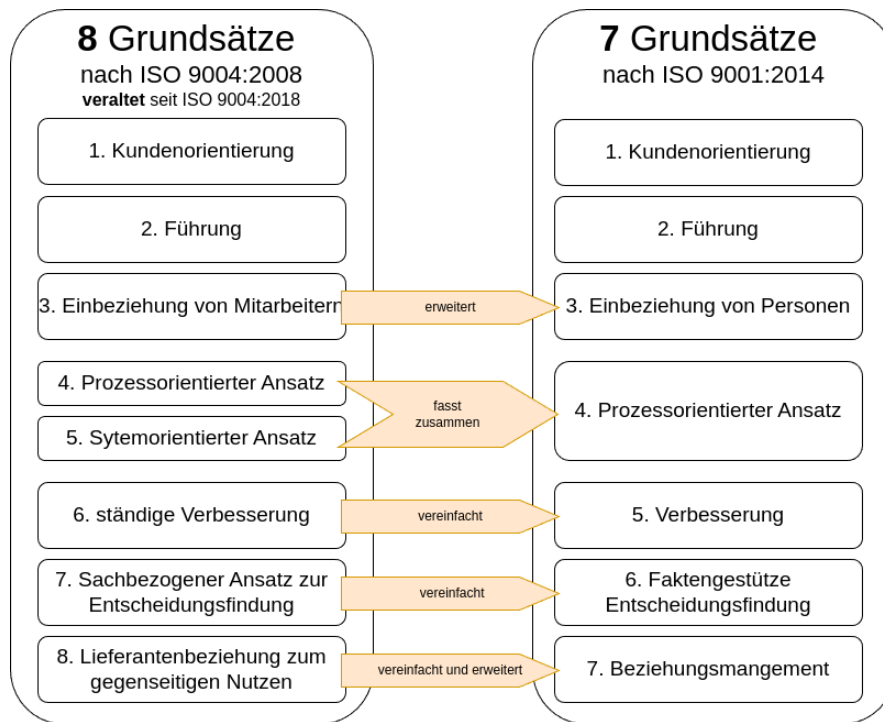 8 Grundsätze
nach ISO 9004:2008
veraltet seit ISO 9004:2018
1. Kundenorientierung
2. Führung
3. Einbeziehung von Mitarbeitern
4. Prozessorientierter Ansatz
5. Sytemorientierter Ansatz
6. ständige Verbesserung
7. Sachbezogener Ansatz zur
Entscheidungsfindung
8. Lieferantenbeziehung zum
gegenseitigen Nutzen
erweitert
fasst
zusammen
vereinfacht
vereinfacht
vereinfacht und erweitert
7 Grundsätze
nach ISO 9001:2014
1. Kundenorientierung
2. Führung
3. Einbeziehung von Personen
4. Prozessorientierter Ansatz
5. Verbesserung
6. Faktengestütze
Entscheidungsfindung
7. Beziehungsmangement